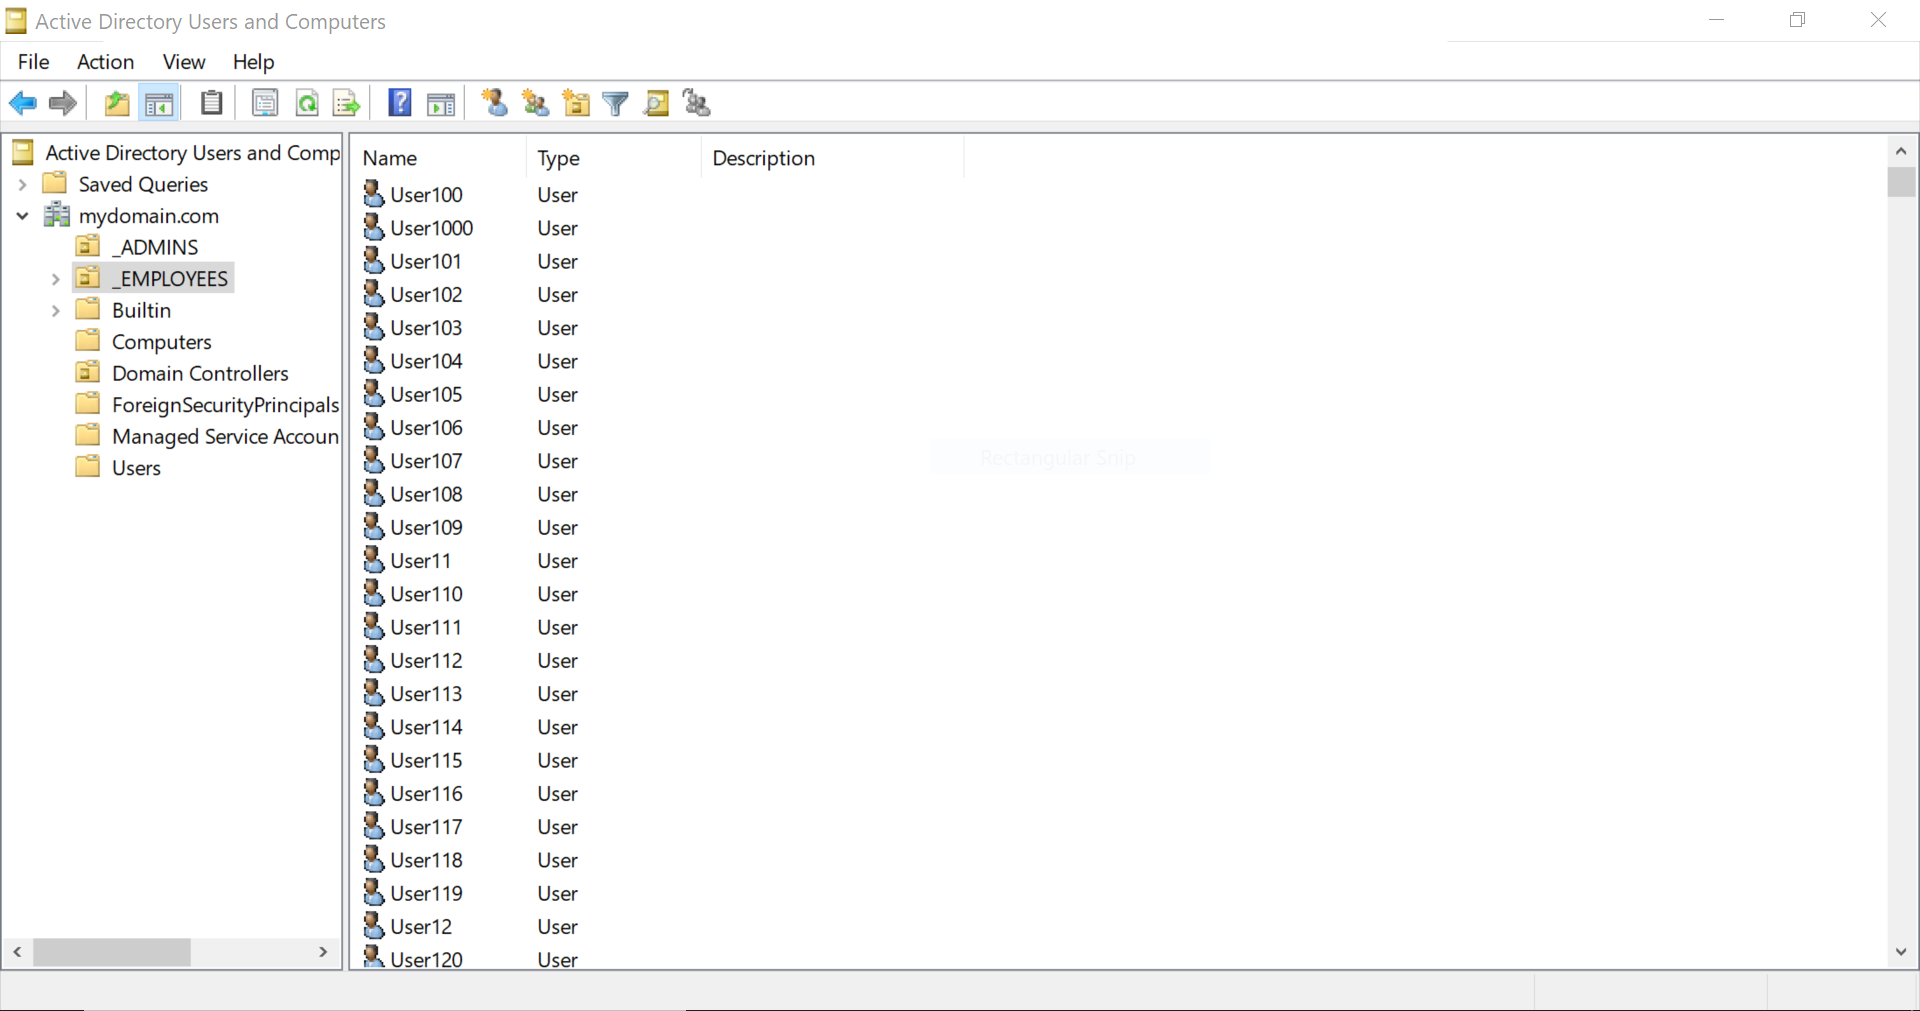 Active Directory Users and Computers
File Action View Help
Active Directory Users and Comp
Saved Queries
mydomain.com
_ADMINS
_EMPLOYEES
Builtin
Computers
Domain Controllers
ForeignSecurityPrincipals
Managed Service Accoun
Users
Name Type Description
User100 User
User1000 User
User101 User
User102 User
User103 User
User104 User
User105 User
User106 User
User107 User
User108 User
User109 User
User11 User
User110 User
User111 User
User112 User
User113 User
User114 User
User115 User
User116 User
User117 User
User118 User
User119 User
User12 User
User120 User
Rectangular Snip